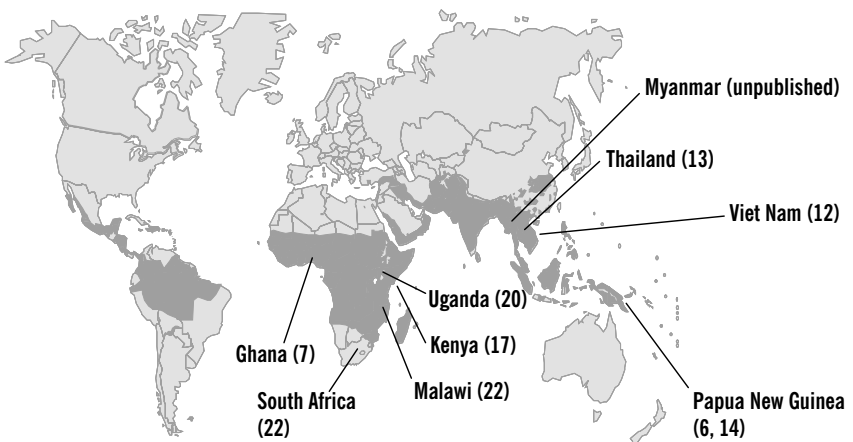 Myanmar (unpublished)
Thailand (13)
Viet Nam (12)
Uganda (20)
Kenya (17)
Ghana (7)
Malawi (22)
South Africa
(22)
Papua New Guinea
(6, 14)